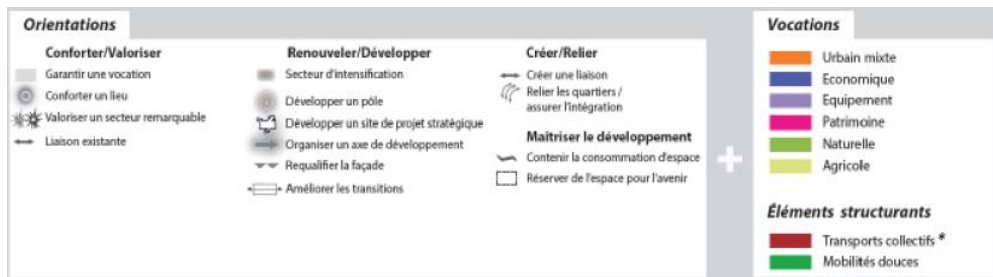 Orientations
Conforter/Valoriser
Garantir une vocation
Conforter un lieu
Valoriser un secteur remarquable
Liaison existante
Renouveler/Développer
Secteur d'intensification
Développer un pôle
Développer un site de projet stratégique
Organiser un axe de développement
Requalifier la façade
Améliorer les transitions
Créer/Relier
Créer une liaison
Relier les quartiers /
assurer l'intégration
Maîtriser le développement
Contenir la consommation d'espace
Réserver de l'espace pour l'avenir
+
Vocations
Urbain mixte
Economique
Equipement
Patrimoine
Naturelle
Agricole
Éléments structurants
Transports collectifs *
Mobilités douces